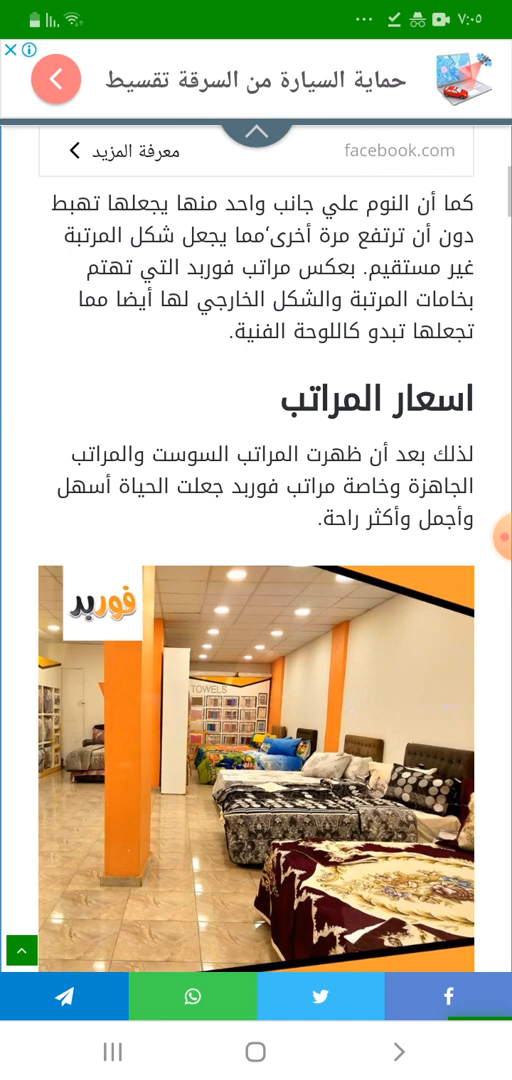 ٧:٠٥
حماية السيارة من السرقة تقسيط
facebook.com
معرفة المزيد
كما أن النوم علي جانب واحد منها يجعلها تهبط
دون أن ترتفع مرة أخرى،مما يجعل شكل المرتبة
غير مستقيم. بعكس مراتب فوربد التي تهتم
بخامات المرتبة والشكل الخارجي لها أيضا مما
تجعلها تبدو كاللوحة الفنية.
اسعار المراتب
لذلك بعد أن ظهرت المراتب السوست والمراتب
الجاهزة وخاصة مراتب فوربد جعلت الحياة أسهل
وأجمل وأكثر راحة.
فوربد
TOWELS